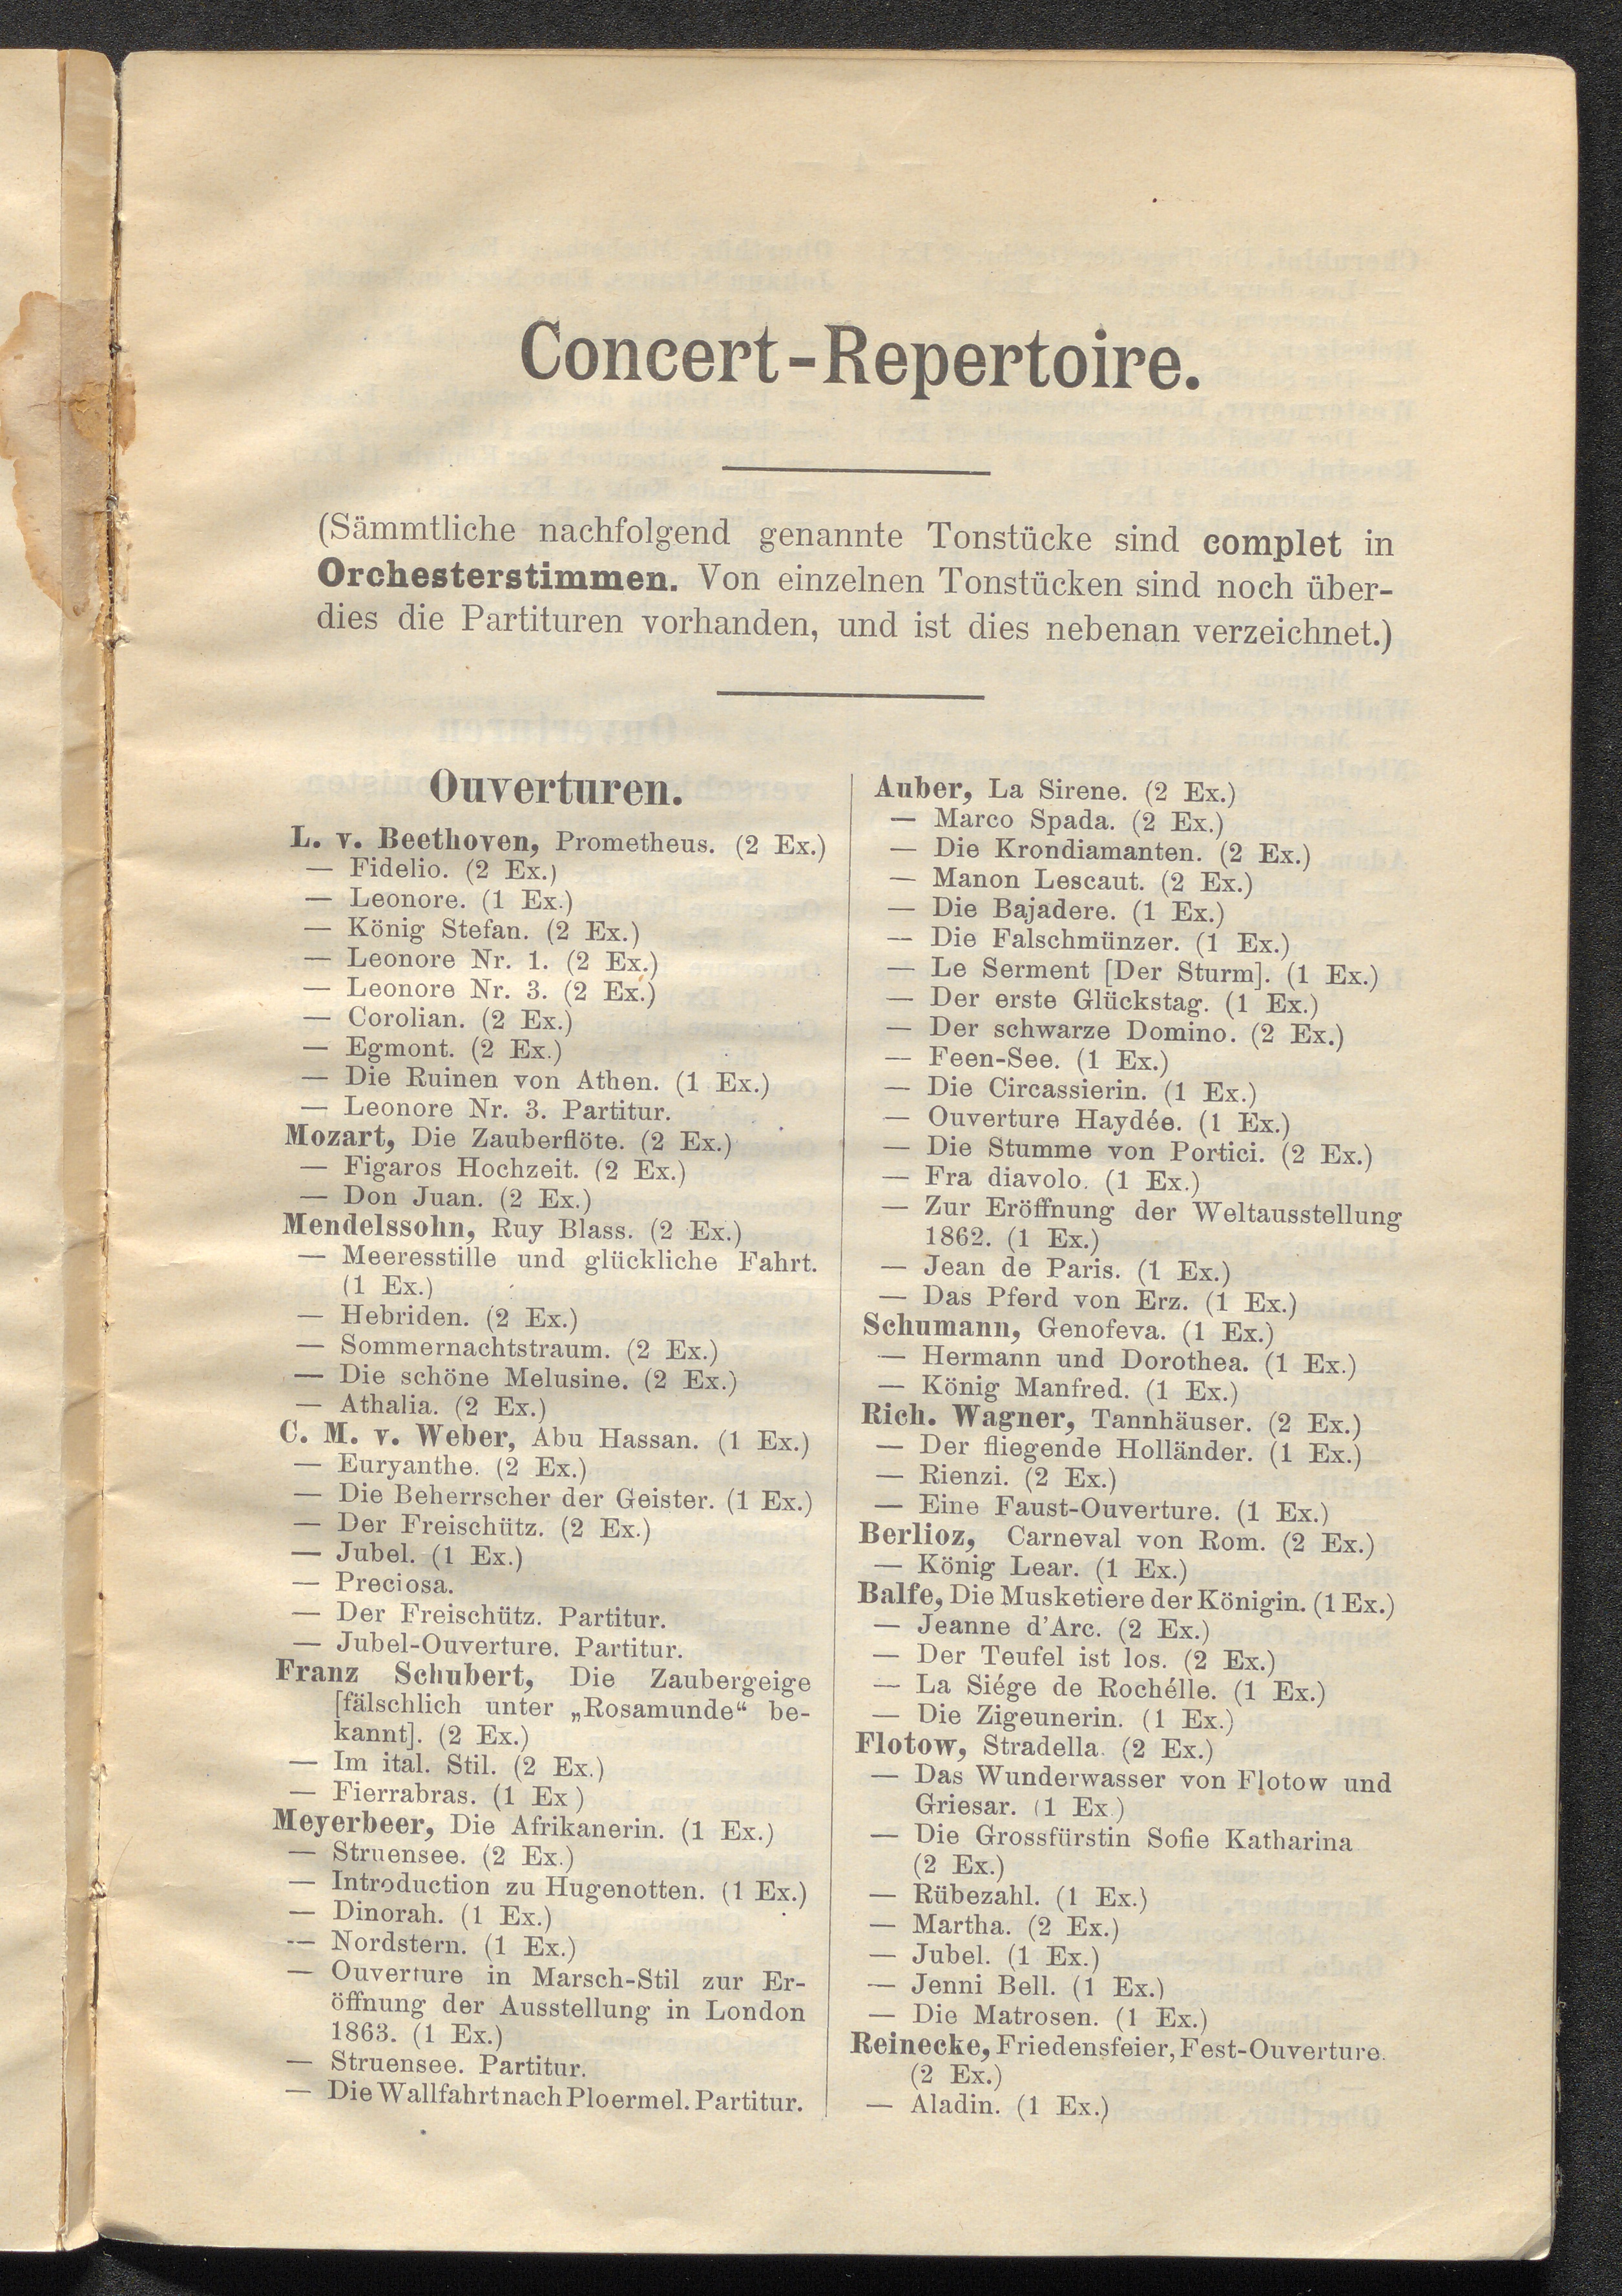 Concert-Repertoire.
(Sämmtliche nachfolgend genannte Tonstücke sind complet in
Orchesterstimmen. Von einzelnen Tonstücken sind noch über-
dies die Partituren vorhanden, und ist dies nebenan verzeichnet.)
Ouverturen.
L. v. Beethoven, Prometheus. (2 Ex.)
— Fidelio. (2 Ex.)
— Leonore. (1 Ex.)
— König Stefan. (2 Ex.)
— Leonore Nr. 1. (2 Ex.)
— Leonore Nr. 3. (2 Ex.)
— Corolian. (2 Ex.)
— Egmont. (2 Ex.)
— Die Ruinen von Athen. (1 Ex.)
— Leonore Nr. 3. Partitur.
Mozart, Die Zauberflöte. (2 Ex.)
— Figaros Hochzeit. (2 Ex.)
— Don Juan. (2 Ex.)
Mendelssohn, Ruy Blass. (2 Ex.)
— Meeresstille und glückliche Fahrt.
(1 Ex.)
— Hebriden. (2 Ex.)
— Sommernachtstraum. (2 Ex.)
— Die schöne Melusine. (2 Ex.)
— Athalia. (2 Ex.)
C. M. v. Weber, Abu Hassan. (1 Ex.)
— Euryanthe. (2 Ex.)
— Die Beherrscher der Geister. (1 Ex.)
— Der Freischütz. (2 Ex.)
— Jubel. (1 Ex.)
— Preciosa.
— Der Freischütz. Partitur.
— Jubel-Ouverture. Partitur.
Franz Schubert, Die Zaubergeige
[fälschlich unter „Rosamunde“ be-
kannt]. (2 Ex.)
— Im ital. Stil. (2 Ex.)
— Fierrabras. (1 Ex )
Meyerbeer, Die Afrikanerin. (1 Ex.)
— Struensee. (2 Ex.)
— Introduction zu Hugenotten. (1 Ex.)
— Dinorah. (1 Ex.)
— Nordstern. (1 Ex.)
— Ouverture in Marsch-Stil zur Er-
öffnung der Ausstellung in London
1863. (1 Ex.)
— Struensee. Partitur.
— Die Wallfahrt nach Ploermel. Partitur.
Auber, La Sirene. (2 Ex.)
— Marco Spada. (2 Ex.)
— Die Krondiamanten. (2 Ex.)
— Manon Lescaut. (2 Ex.)
— Die Bajadere. (1 Ex.)
— Die Falschmünzer. (1 Ex.)
— Le Serment [Der Sturm]. (1 Ex.)
— Der erste Glückstag. (1 Ex.)
— Der schwarze Domino. (2 Ex.)
— Feen-See. (1 Ex.)
— Die Circassierin. (1 Ex.)
— Ouverture Haydée. (1 Ex.)
— Die Stumme von Portici. (2 Ex.)
— Fra diavolo. (1 Ex.)
— Zur Eröffnung der Weltausstellung
1862. (1 Ex.)
— Jean de Paris. (1 Ex.)
— Das Pferd von Erz. (1 Ex.)
Schumann, Genofeva. (1 Ex.)
— Hermann und Dorothea. (1 Ex.)
— König Manfred. (1 Ex.)
Rich. Wagner, Tannhäuser. (2 Ex.)
— Der fliegende Holländer. (1 Ex.)
— Rienzi. (2 Ex.)
— Eine Faust-Ouverture. (1 Ex.)
Berlioz, Carneval von Rom. (2 Ex.)
— König Lear. (1 Ex.)
Balfe, Die Musketiere der Königin. (1 Ex.)
— Jeanne d'Arc. (2 Ex.)
— Der Teufel ist los. (2 Ex.)
— La Siége de Rochélle. (1 Ex.)
— Die Zigeunerin. (1 Ex.)
Flotow, Stradella. (2 Ex.)
— Das Wunderwasser von Flotow und
Griesar. (1 Ex.)
— Die Grossfürstin Sofie Katharina.
(2 Ex.)
— Rübezahl. (1 Ex.)
— Martha. (2 Ex.)
— Jubel. (1 Ex.)
— Jenni Bell. (1 Ex.)
— Die Matrosen. (1 Ex.)
Reinecke, Friedensfeier, Fest-Ouverture.
(2 Ex.)
— Aladin. (1 Ex.)